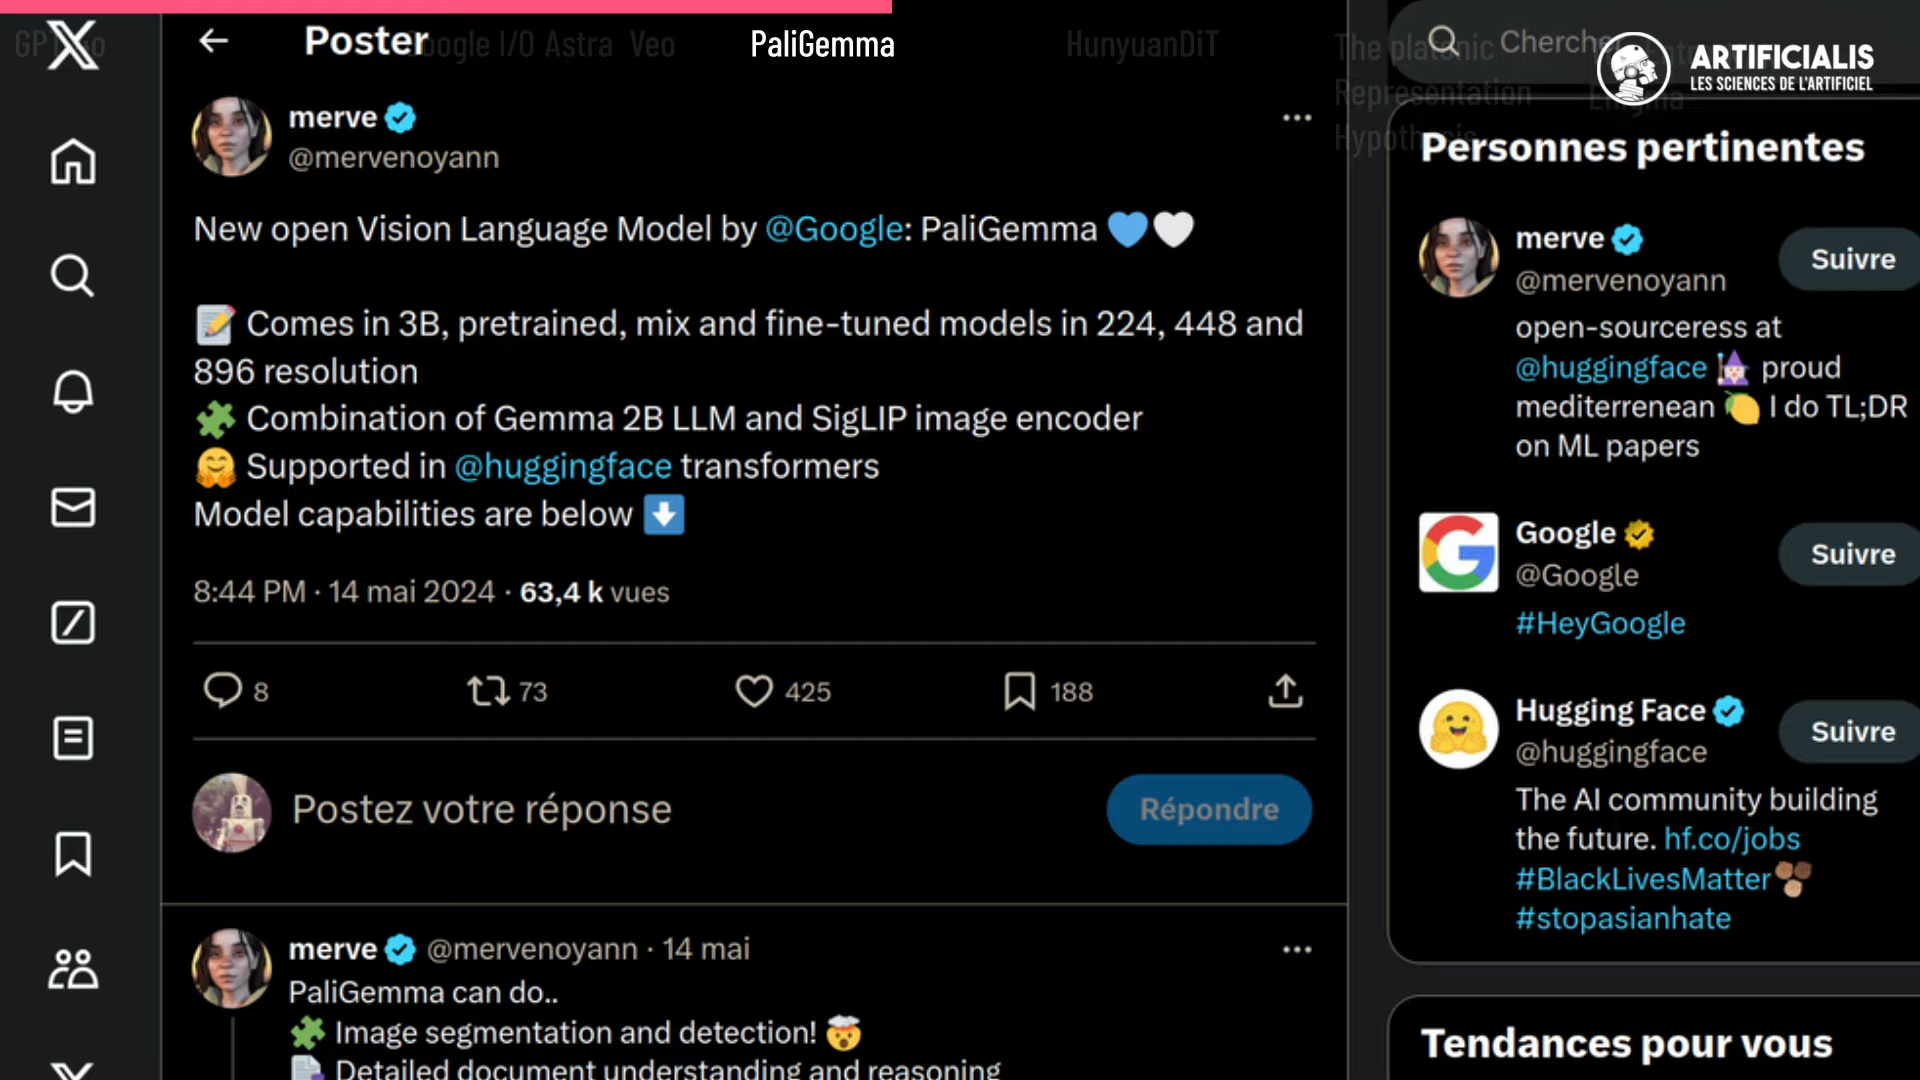 Poster
GPT
oogle I/O Astra Veo
PaliGemma
HunyuanDiT
The platonic
Representation
Hypothesis
Enigma
Cherche
ARTIFICIALIS
LES SCIENCES DE L'ARTIFICIEL
merve
@mervenoyann
New open Vision Language Model by @Google: PaliGemma 💙🤍
📝 Comes in 3B, pretrained, mix and fine-tuned models in 224, 448 and
896 resolution
🧩 Combination of Gemma 2B LLM and SigLIP image encoder
🤗 Supported in @huggingface transformers
Model capabilities are below ⬇️
8:44 PM · 14 mai 2024 · 63,4 k vues
8 73 425 188
Postez votre réponse
Répondre
merve @mervenoyann · 14 mai
PaliGemma can do..
🧩 Image segmentation and detection! 🤯
Detailed document understanding and reasoning
Personnes pertinentes
merve
@mervenoyann
Suivre
open-sourceress at
@huggingface 🧙🏻‍♀️ proud
mediterrenean 🍋 I do TL;DR
on ML papers
Google
@Google
Suivre
#HeyGoogle
Hugging Face
@huggingface
Suivre
The AI community building
the future. hf.co/jobs
#BlackLivesMatter
#stopasianhate
Tendances pour vous